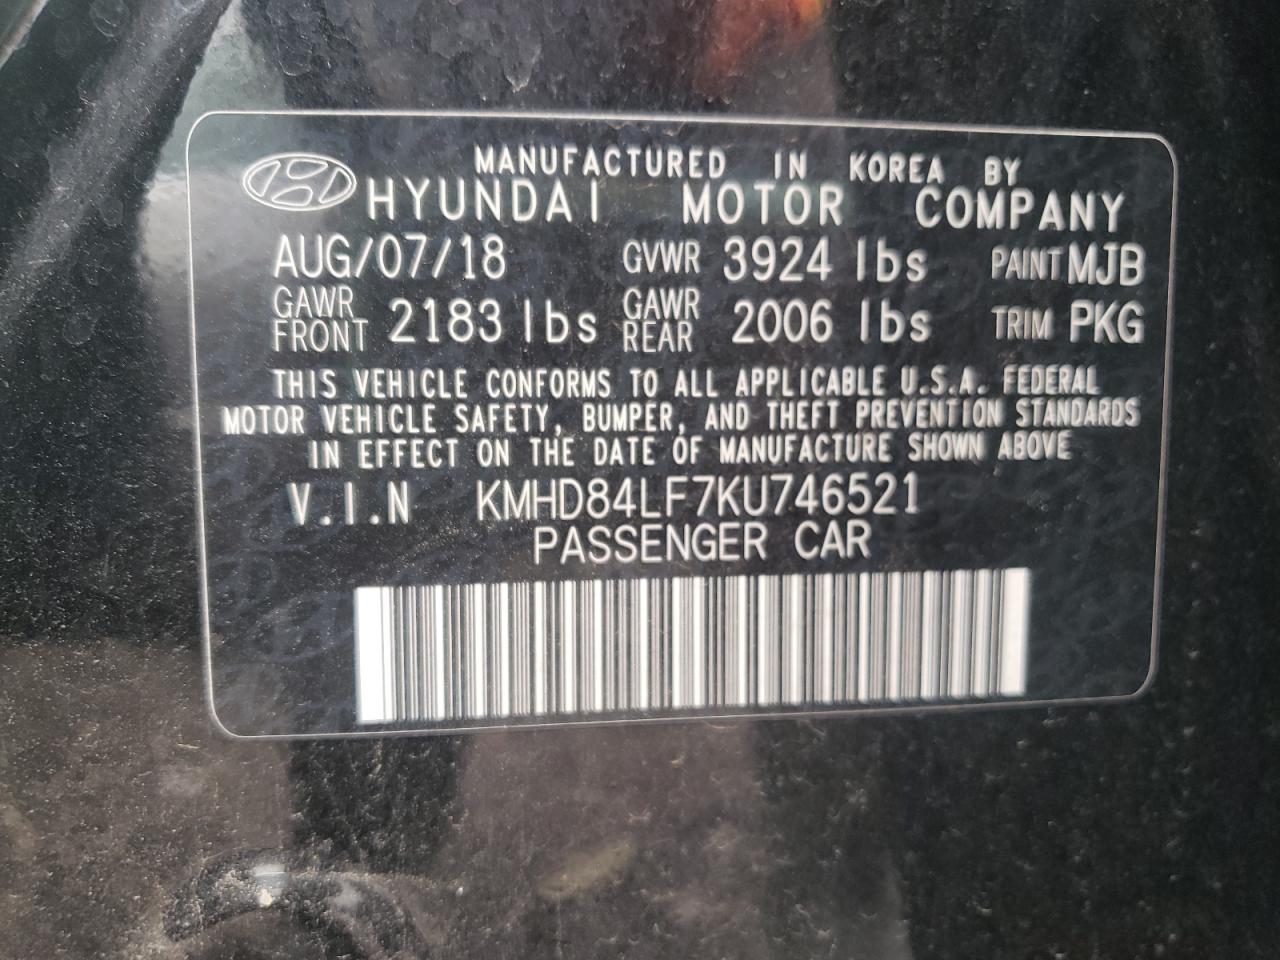 MANUFACTURED IN KOREA BY
HYUNDAI MOTOR COMPANY
AUG/07/18 GVWR 3924 lbs PAINT MJB
GAWR FRONT 2183 lbs GAWR REAR 2006 lbs TRIM PKG
THIS VEHICLE CONFORMS TO ALL APPLICABLE U.S.A. FEDERAL
MOTOR VEHICLE SAFETY, BUMPER, AND THEFT PREVENTION STANDARDS
IN EFFECT ON THE DATE OF MANUFACTURE SHOWN ABOVE
V.I.N KMHD84LF7KU746521
PASSENGER CAR